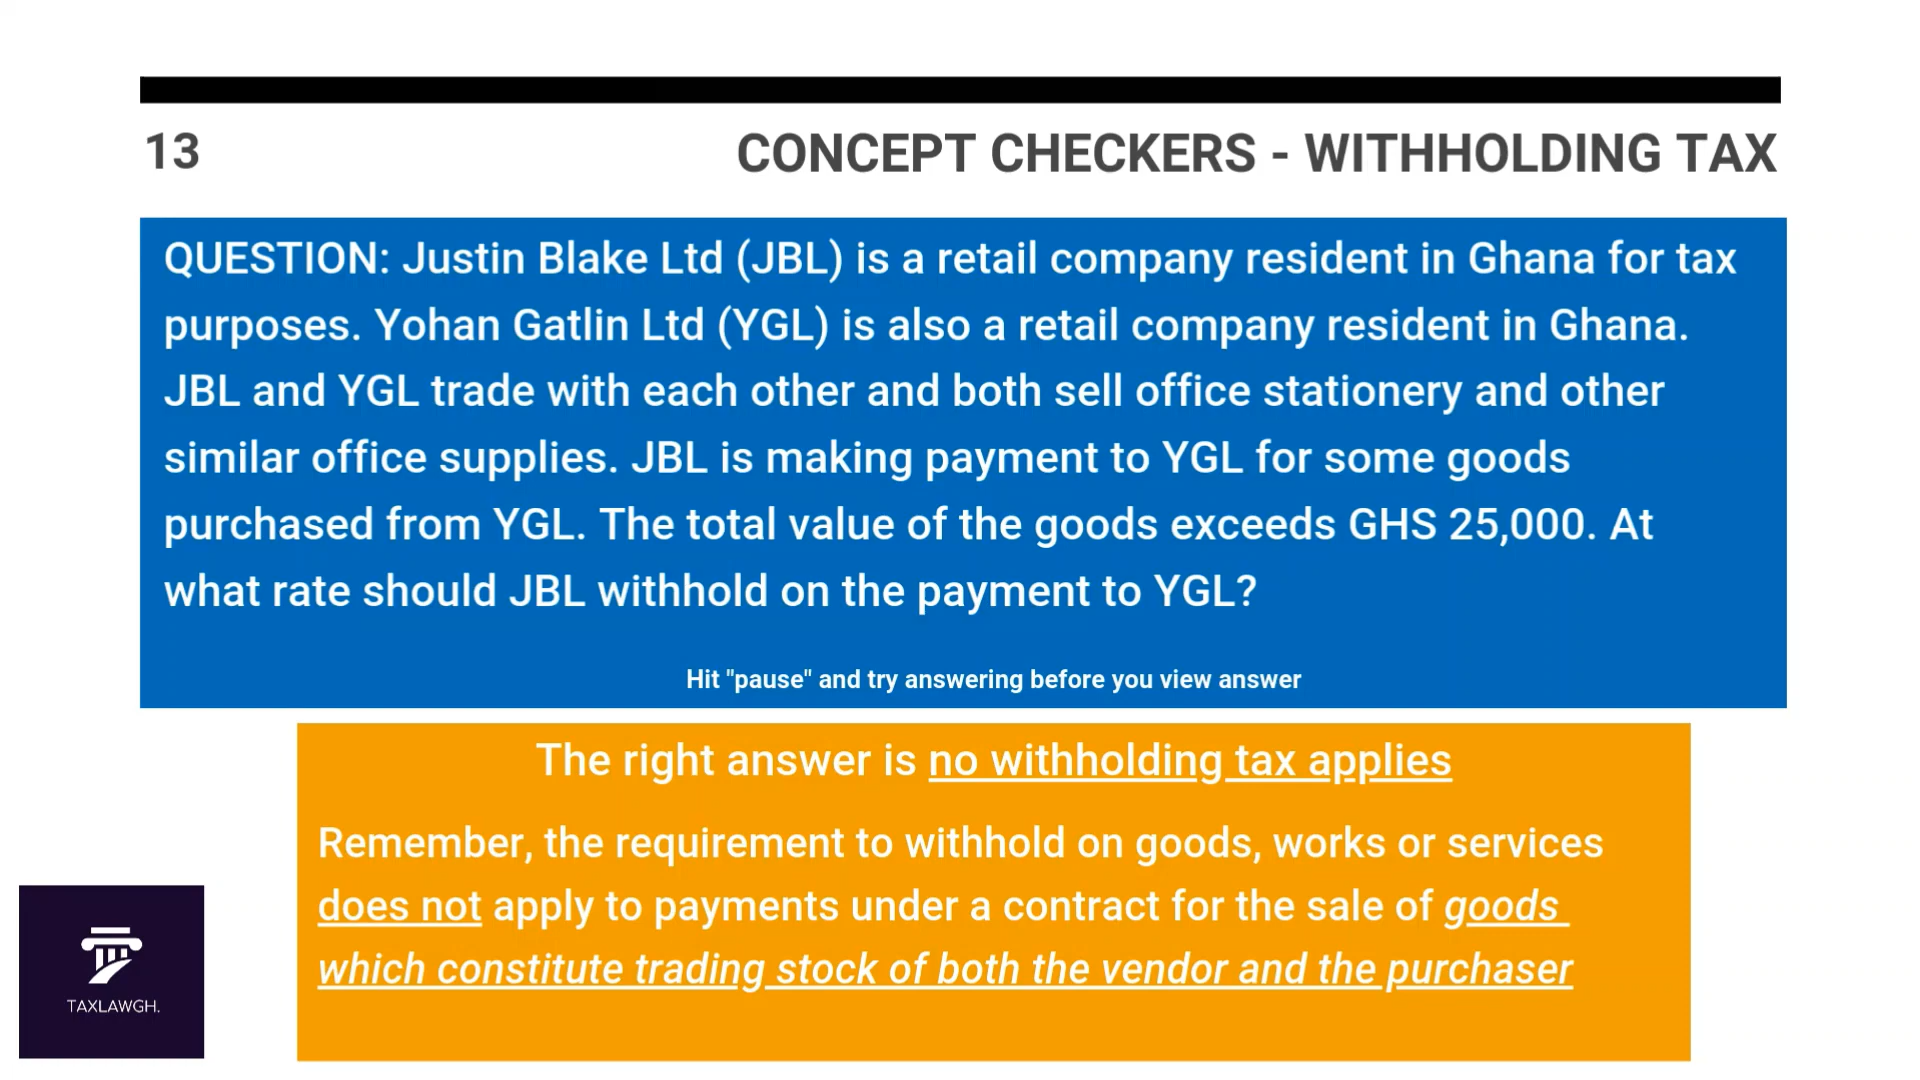 13
CONCEPT CHECKERS - WITHHOLDING TAX
QUESTION: Justin Blake Ltd (JBL) is a retail company resident in Ghana for tax
purposes. Yohan Gatlin Ltd (YGL) is also a retail company resident in Ghana.
JBL and YGL trade with each other and both sell office stationery and other
similar office supplies. JBL is making payment to YGL for some goods
purchased from YGL. The total value of the goods exceeds GHS 25,000. At
what rate should JBL withhold on the payment to YGL?
Hit "pause" and try answering before you view answer
The right answer is no withholding tax applies
Remember, the requirement to withhold on goods, works or services
does not apply to payments under a contract for the sale of goods
which constitute trading stock of both the vendor and the purchaser
TAXLAWGH.